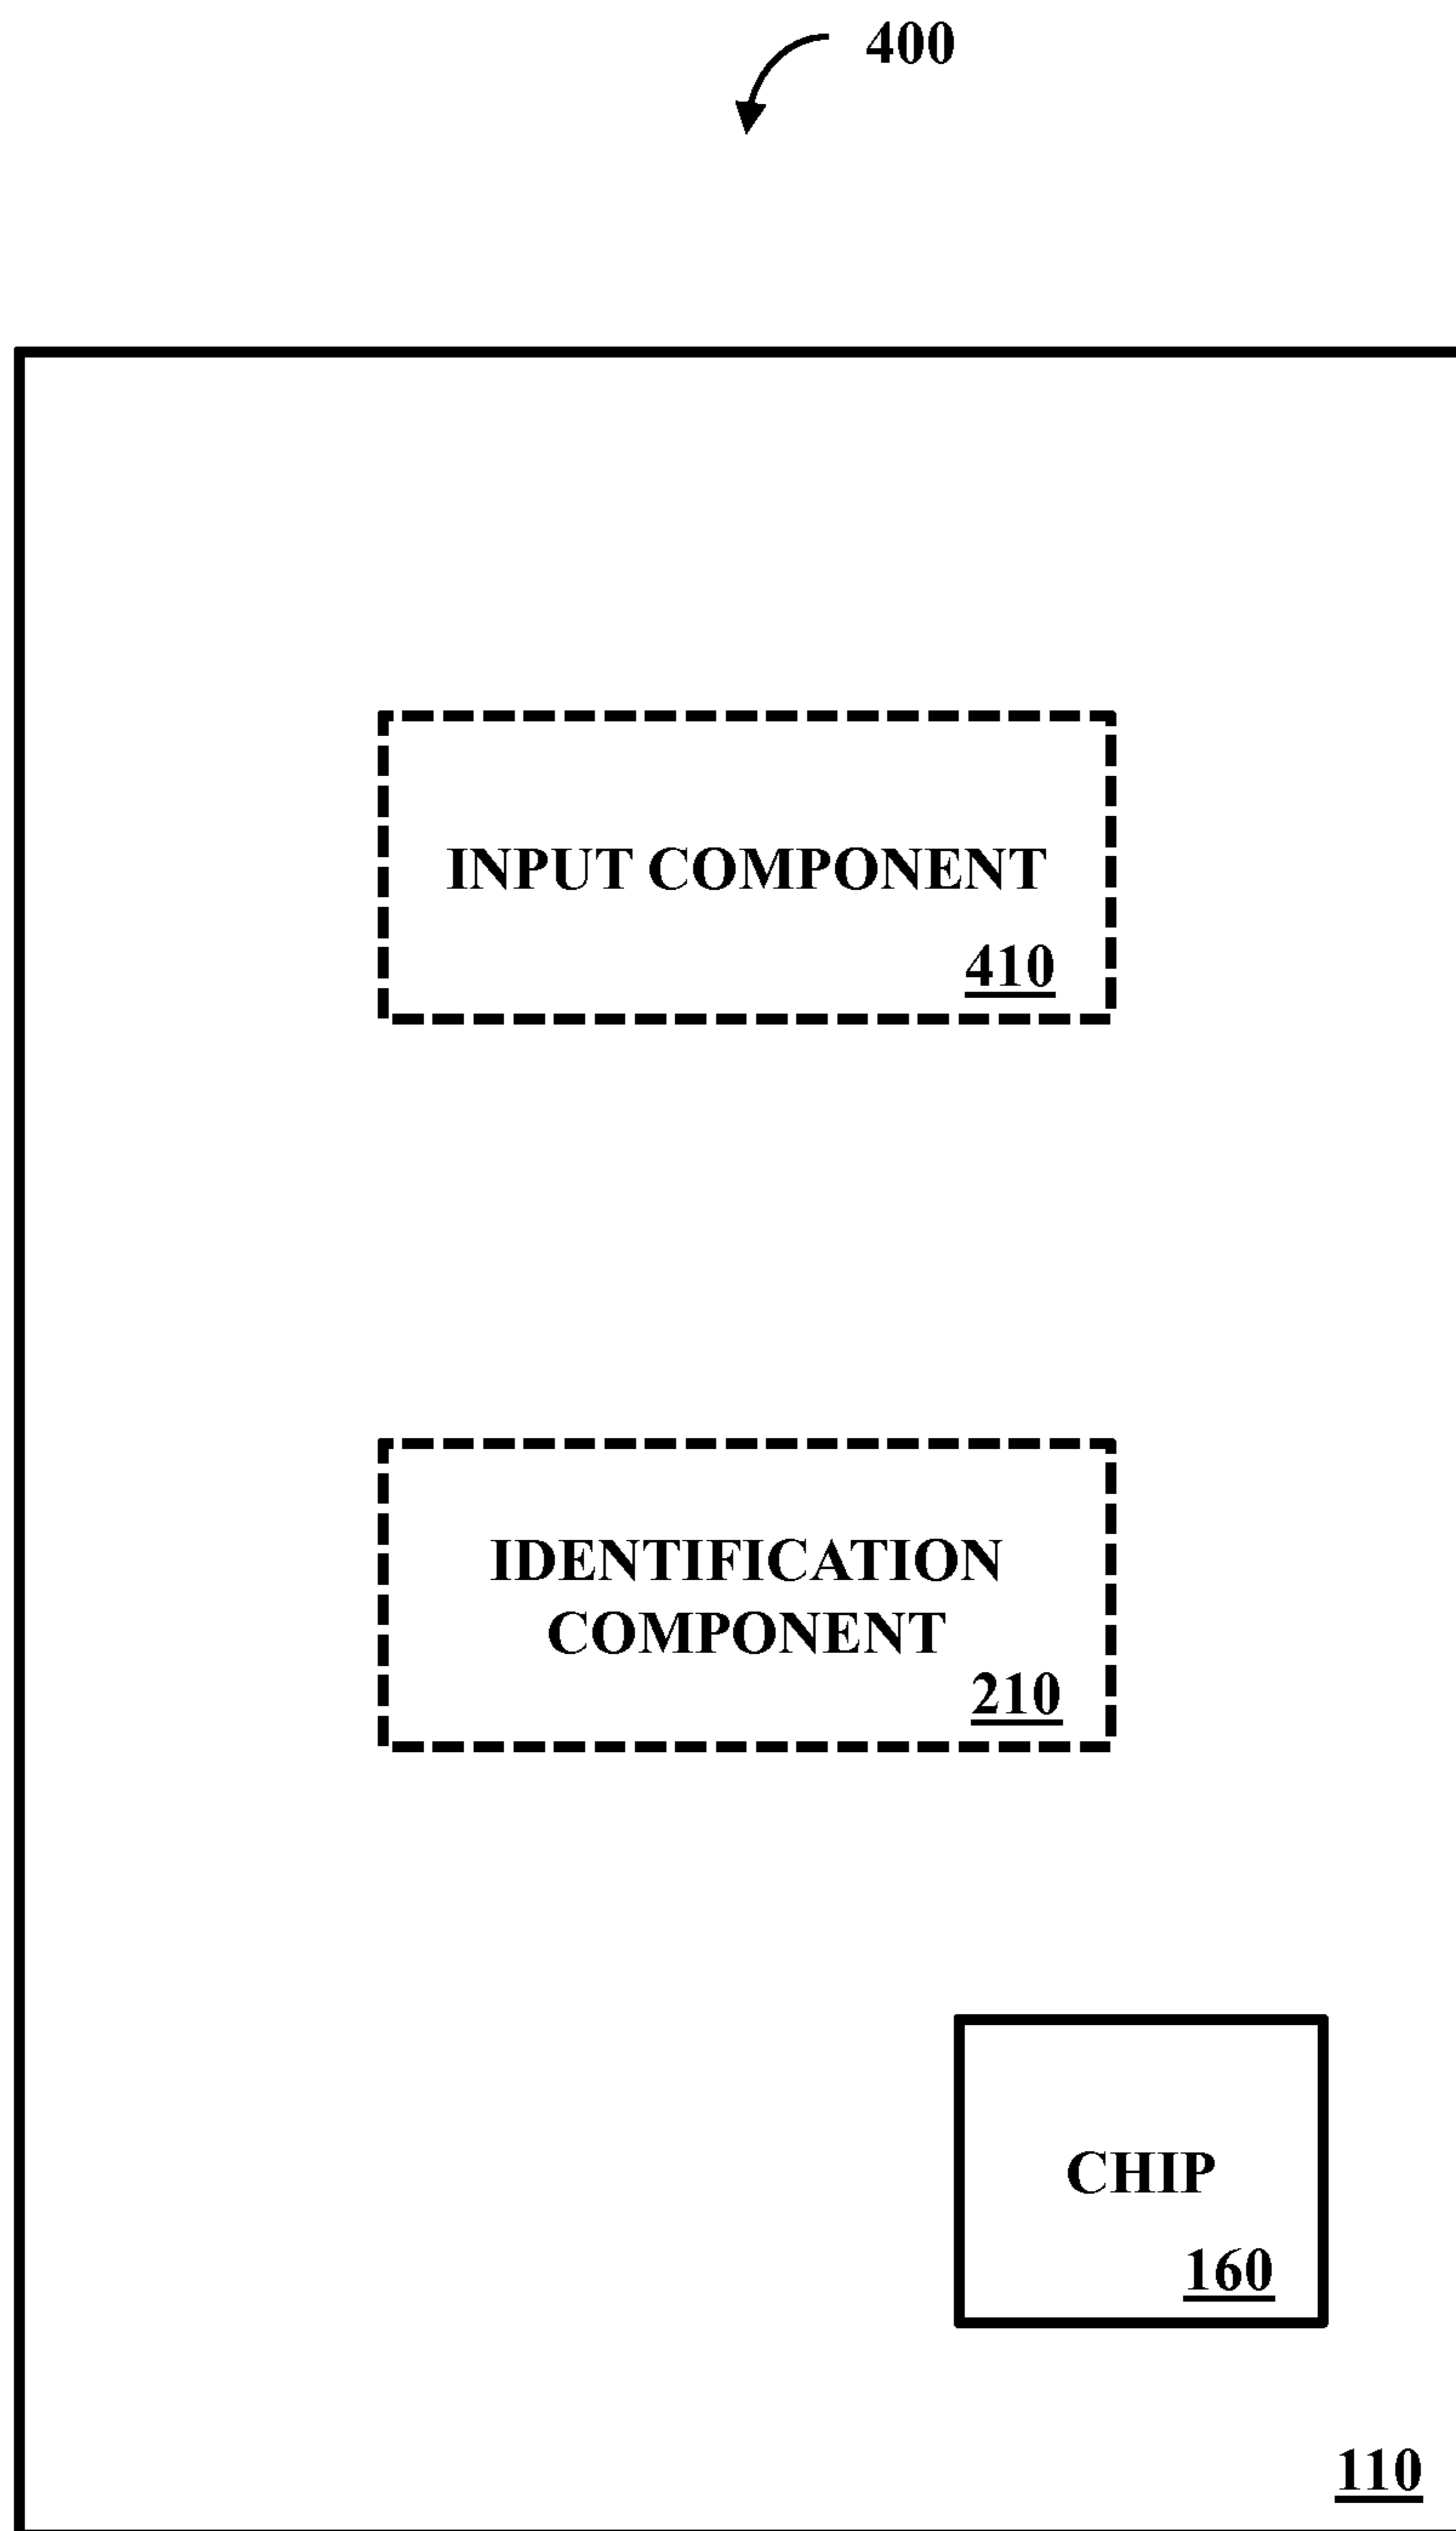 400
INPUT COMPONENT
410
IDENTIFICATION
COMPONENT
210
CHIP
160
110